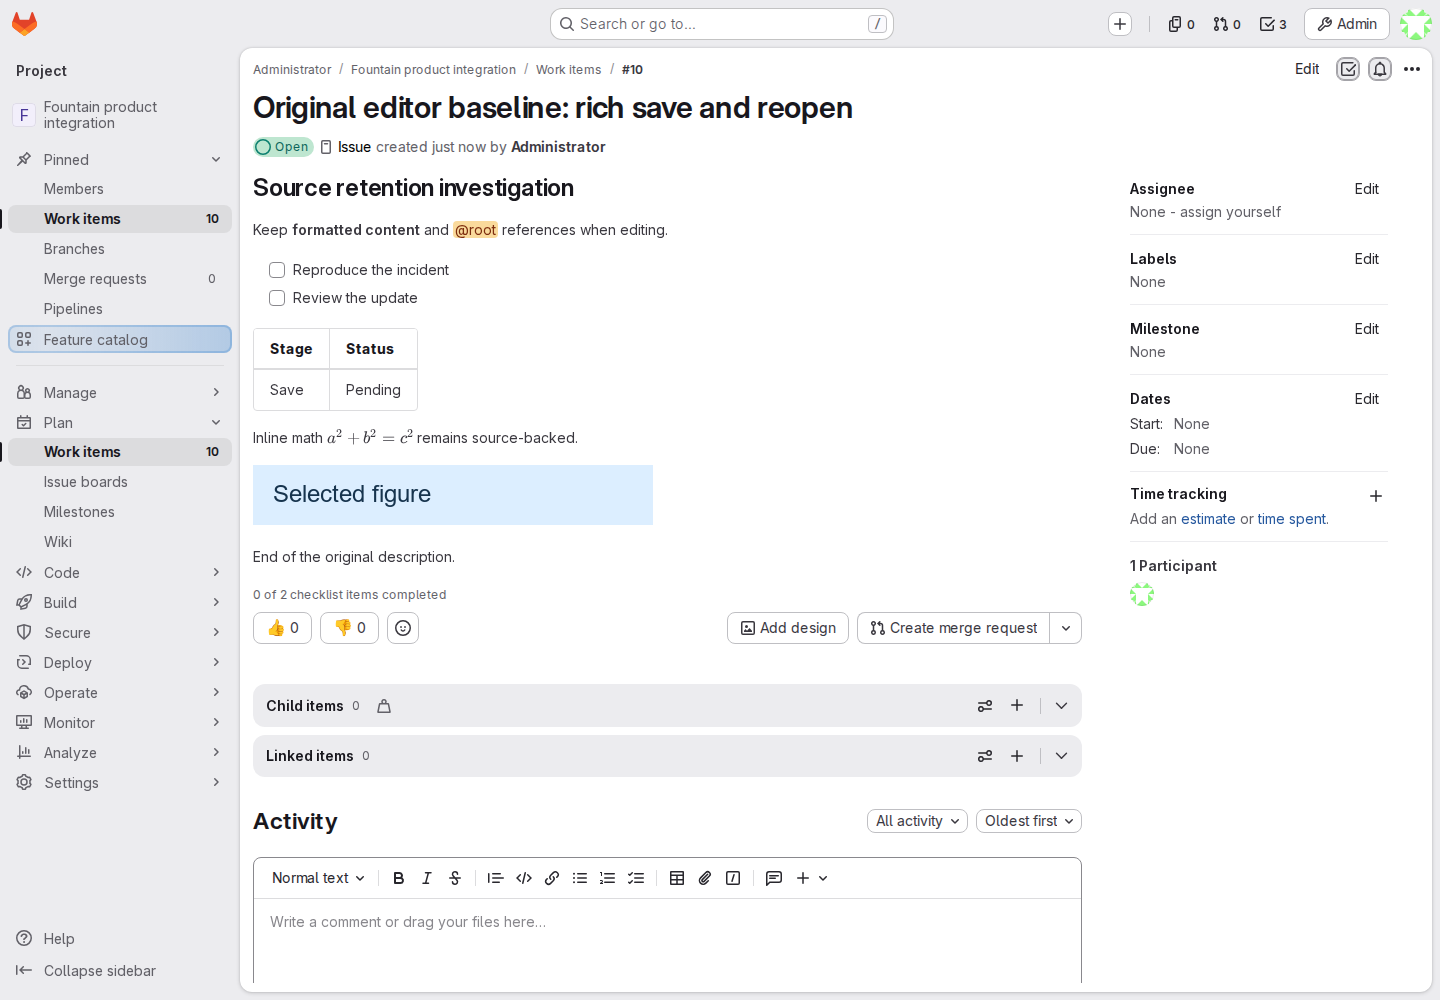 Search or go to...
/
0
0
3
Admin
Project
F
Fountain product integration
Pinned
Members
Work items 10
Branches
Merge requests 0
Pipelines
Feature catalog
Manage
Plan
Work items 10
Issue boards
Milestones
Wiki
Code
Build
Secure
Deploy
Operate
Monitor
Analyze
Settings
Help
Collapse sidebar
Administrator / Fountain product integration / Work items / #10
Edit
Original editor baseline: rich save and reopen
Open Issue created just now by Administrator
Source retention investigation
Keep formatted content and @root references when editing.
Reproduce the incident
Review the update
Stage Status
Save Pending
Inline math a² + b² = c² remains source-backed.
Selected figure
End of the original description.
0 of 2 checklist items completed
👍 0 👎 0
Add design
Create merge request
Child items 0
Linked items 0
Activity
All activity
Oldest first
Normal text
Write a comment or drag your files here…
Assignee Edit
None - assign yourself
Labels Edit
None
Milestone Edit
None
Dates Edit
Start: None
Due: None
Time tracking
Add an estimate or time spent.
1 Participant